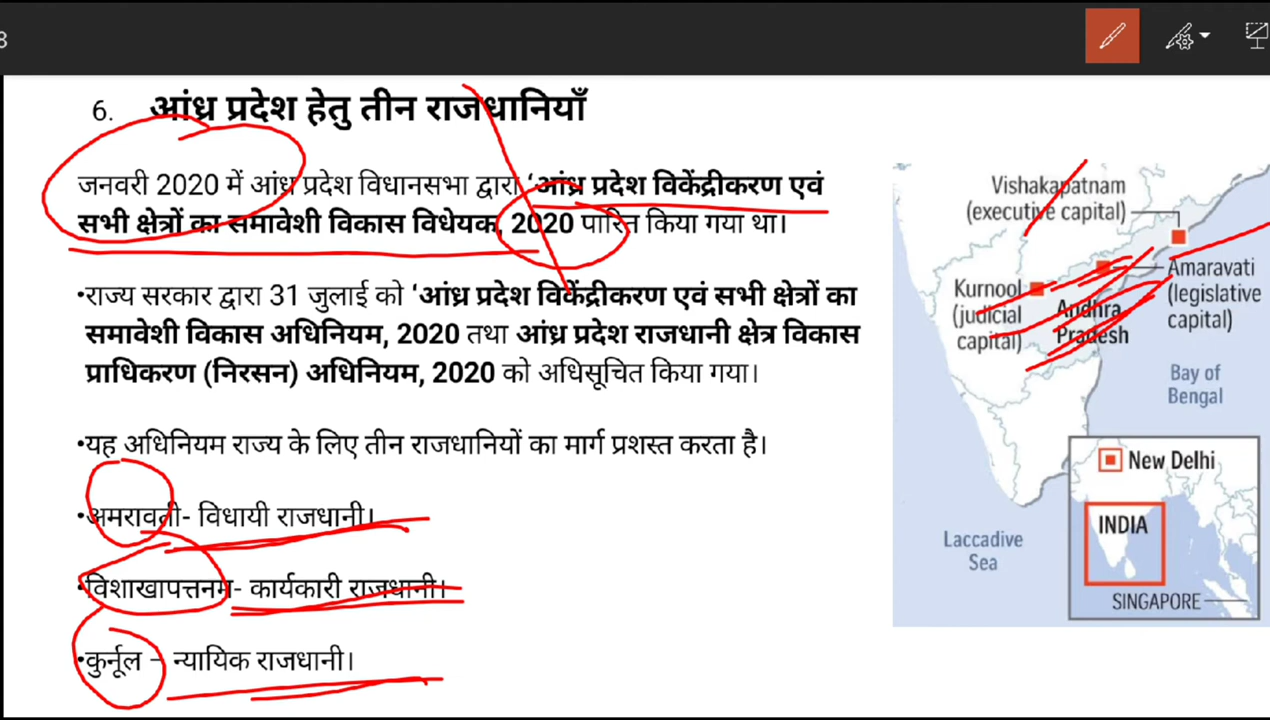 8
6. आंध्र प्रदेश हेतु तीन राजधानियाँ
जनवरी 2020 में आंध्र प्रदेश विधानसभा द्वारा ‘आंध्र प्रदेश विकेंद्रीकरण एवं
सभी क्षेत्रों का समावेशी विकास विधेयक, 2020 पारित किया गया था।
•राज्य सरकार द्वारा 31 जुलाई को ‘आंध्र प्रदेश विकेंद्रीकरण एवं सभी क्षेत्रों का
समावेशी विकास अधिनियम, 2020 तथा आंध्र प्रदेश राजधानी क्षेत्र विकास
प्राधिकरण (निरसन) अधिनियम, 2020 को अधिसूचित किया गया।
•यह अधिनियम राज्य के लिए तीन राजधानियों का मार्ग प्रशस्त करता है।
•अमरावती- विधायी राजधानी।
•विशाखापत्तनम- कार्यकारी राजधानी।
•कुर्नूल – न्यायिक राजधानी।
Vishakapatnam
(executive capital)
Amaravati
(legislative
capital)
Kurnool
(judicial
capital)
Andhra
Pradesh
Bay of
Bengal
New Delhi
INDIA
SINGAPORE
Laccadive
Sea